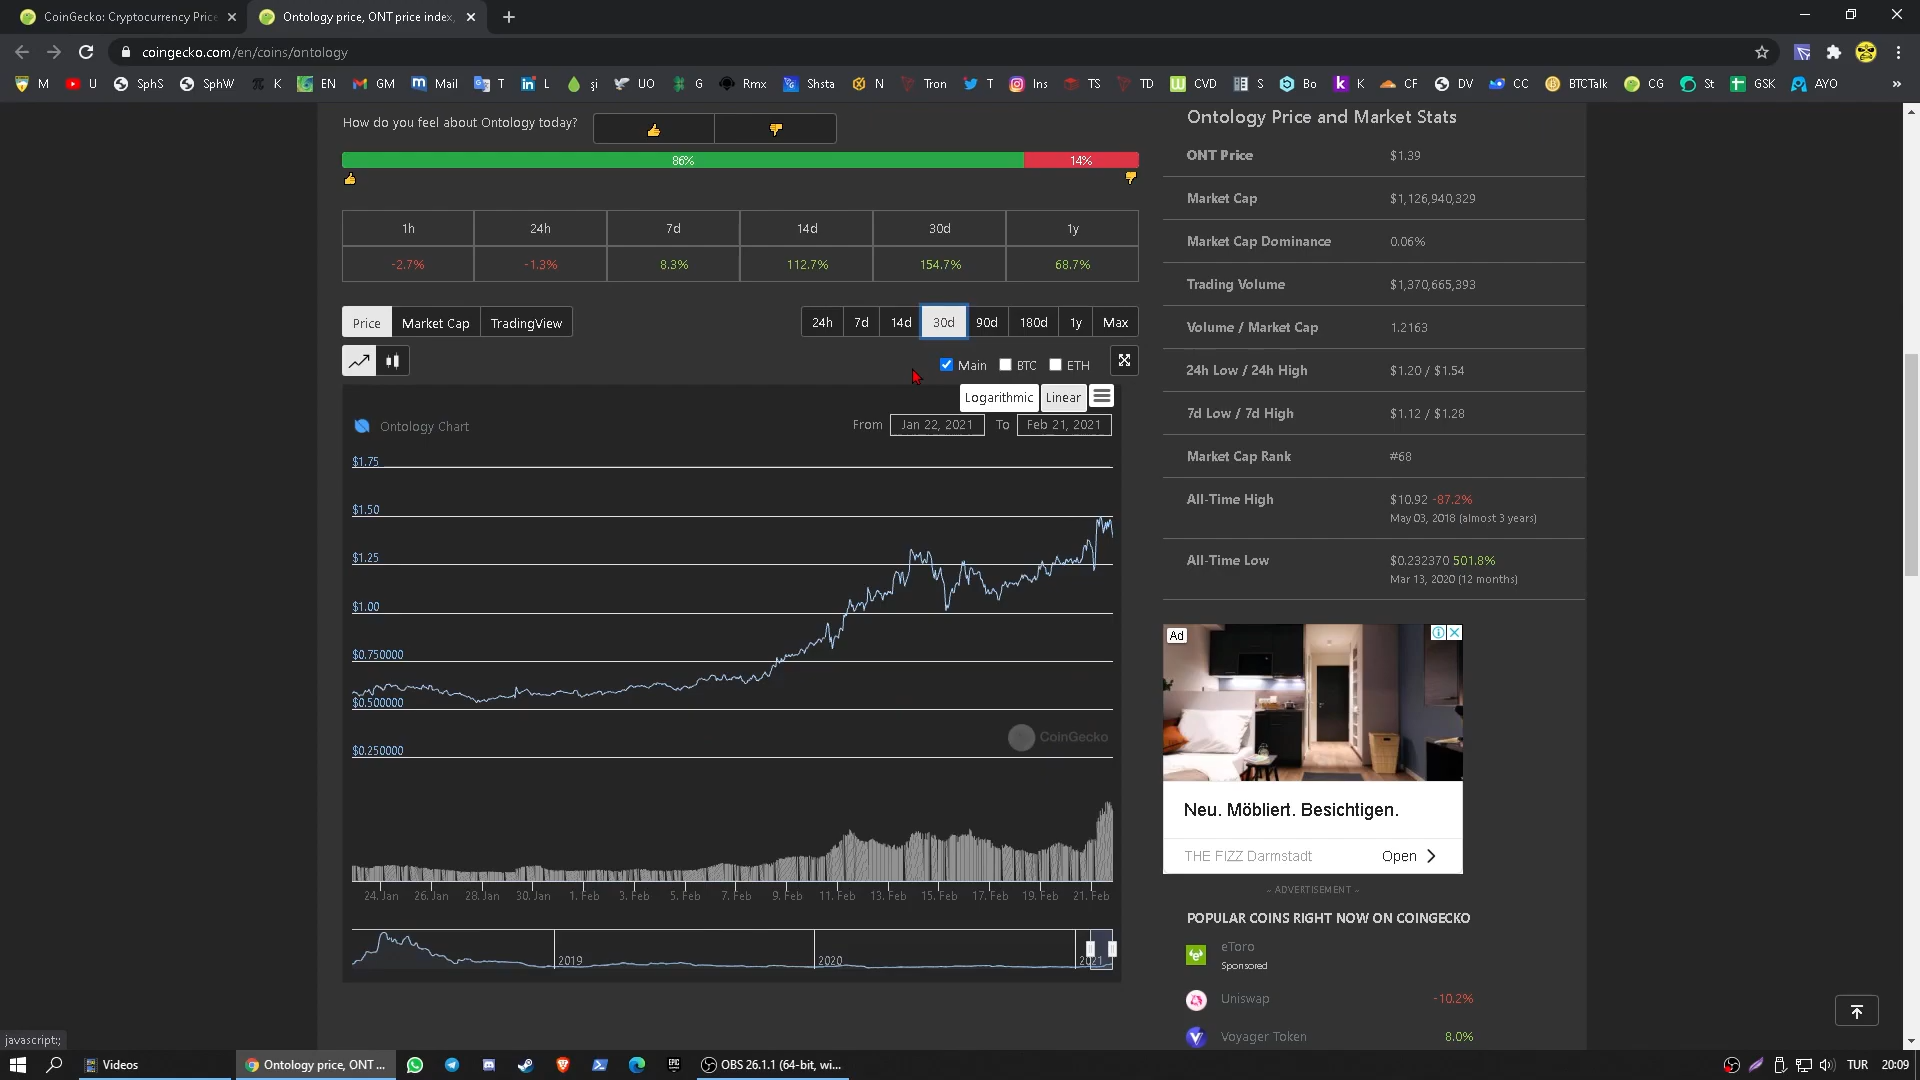 CoinGecko: Cryptocurrency Price
Ontology price, ONT price index,
coingecko.com/en/coins/ontology
M U SphS SphW K EN GM Mail T L şi UO G Rmx Shsta N Tron T Ins TS TD CVD S Bo K CF DV CC BTCTalk CG St GSK AYO »
How do you feel about Ontology today?
86% 14%
1h 24h 7d 14d 30d 1y
-2.7% -1.3% 8.3% 112.7% 154.7% 68.7%
Price Market Cap TradingView
24h 7d 14d 30d 90d 180d 1y Max
Main BTC ETH
Logarithmic Linear
Ontology Chart
From Jan 22, 2021 To Feb 21, 2021
$1.75
$1.50
$1.25
$1.00
$0.750000
$0.500000
$0.250000
CoinGecko
24. Jan 26. Jan 28. Jan 30. Jan 1. Feb 3. Feb 5. Feb 7. Feb 9. Feb 11. Feb 13. Feb 15. Feb 17. Feb 19. Feb 21. Feb
2019 2020 2021
Ontology Price and Market Stats
ONT Price $1.39
Market Cap $1,126,940,329
Market Cap Dominance 0.06%
Trading Volume $1,370,665,393
Volume / Market Cap 1.2163
24h Low / 24h High $1.20 / $1.54
7d Low / 7d High $1.12 / $1.28
Market Cap Rank #68
All-Time High $10.92 -87.2%
May 03, 2018 (almost 3 years)
All-Time Low $0.232370 501.8%
Mar 13, 2020 (12 months)
Ad
Neu. Möbliert. Besichtigen.
THE FIZZ Darmstadt Open
- ADVERTISEMENT -
POPULAR COINS RIGHT NOW ON COINGECKO
eToro
Sponsored
Uniswap -10.2%
Voyager Token 8.0%
javascript:;
Videos
Ontology price, ONT ...
EPIC
OBS 26.1.1 (64-bit, wi...
TUR 20:09